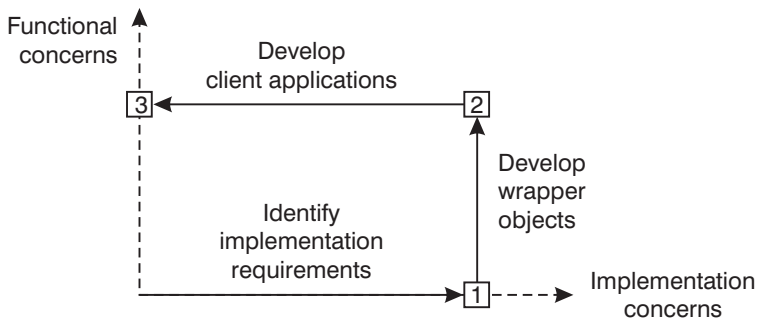 Functional
concerns
Develop
client applications
3
2
Develop
wrapper
objects
Identify
implementation
requirements
1
Implementation
concerns